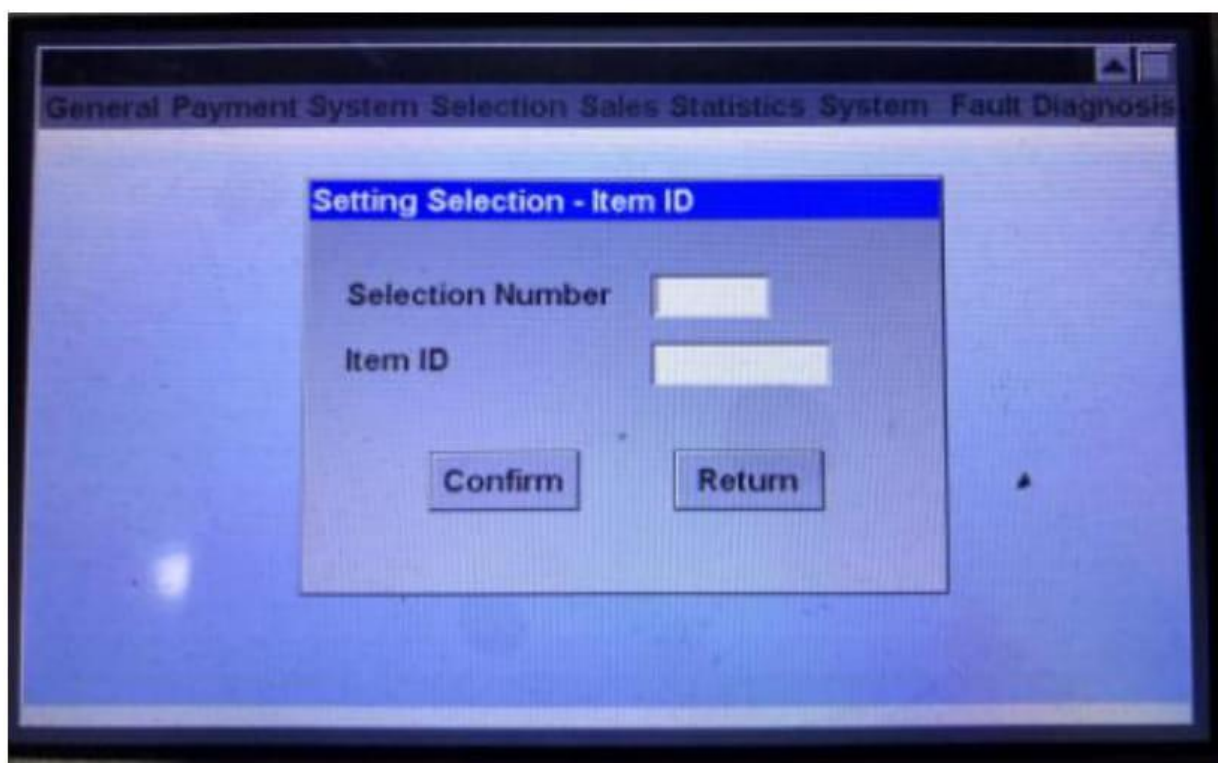 General Payment System Selection Sales Statistics System Fault Diagnosis
Setting Selection - Item ID
Selection Number
Item ID
Confirm Return